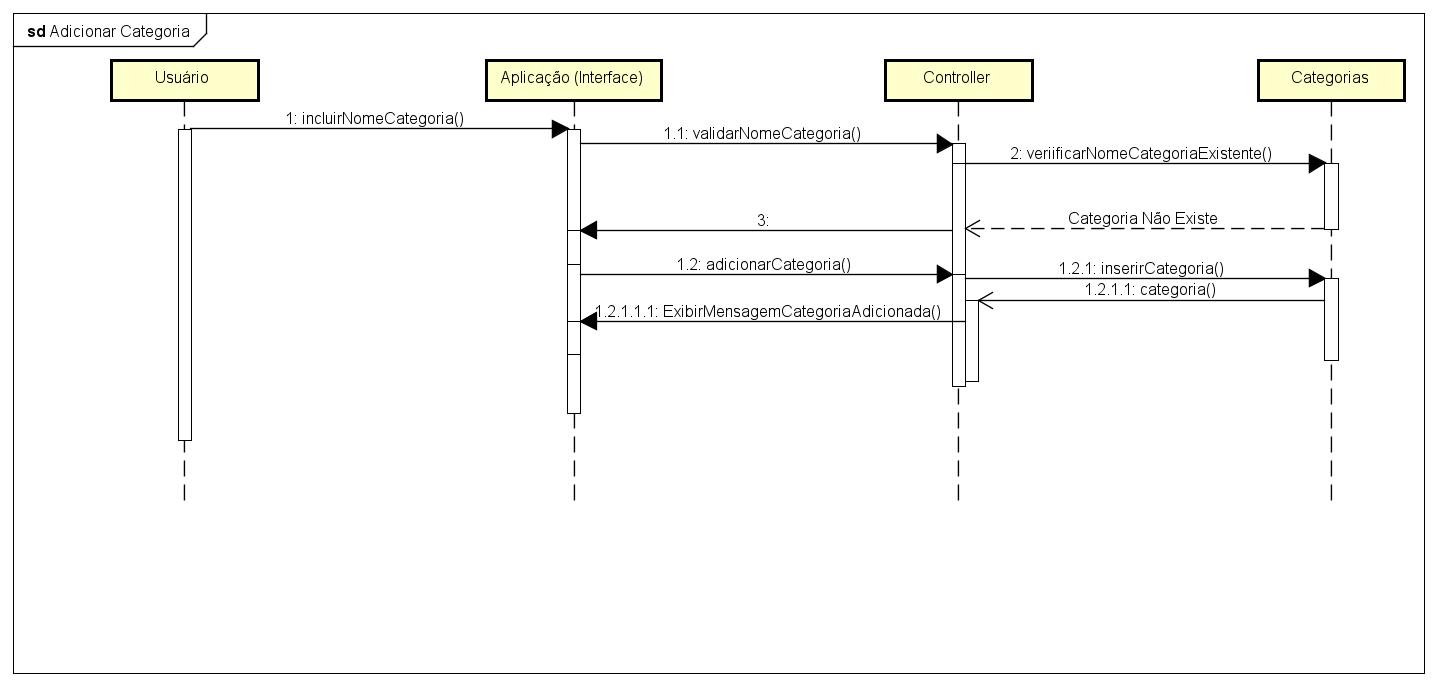 sd Adicionar Categoria
Usuário
Aplicação (Interface)
Controller
Categorias
1: incluirNomeCategoria()
1.1: validarNomeCategoria()
2: veriificarNomeCategoriaExistente()
Categoria Não Existe
3:
1.2: adicionarCategoria()
1.2.1: inserirCategoria()
1.2.1.1: categoria()
1.2.1.1.1: ExibirMensagemCategoriaAdicionada()